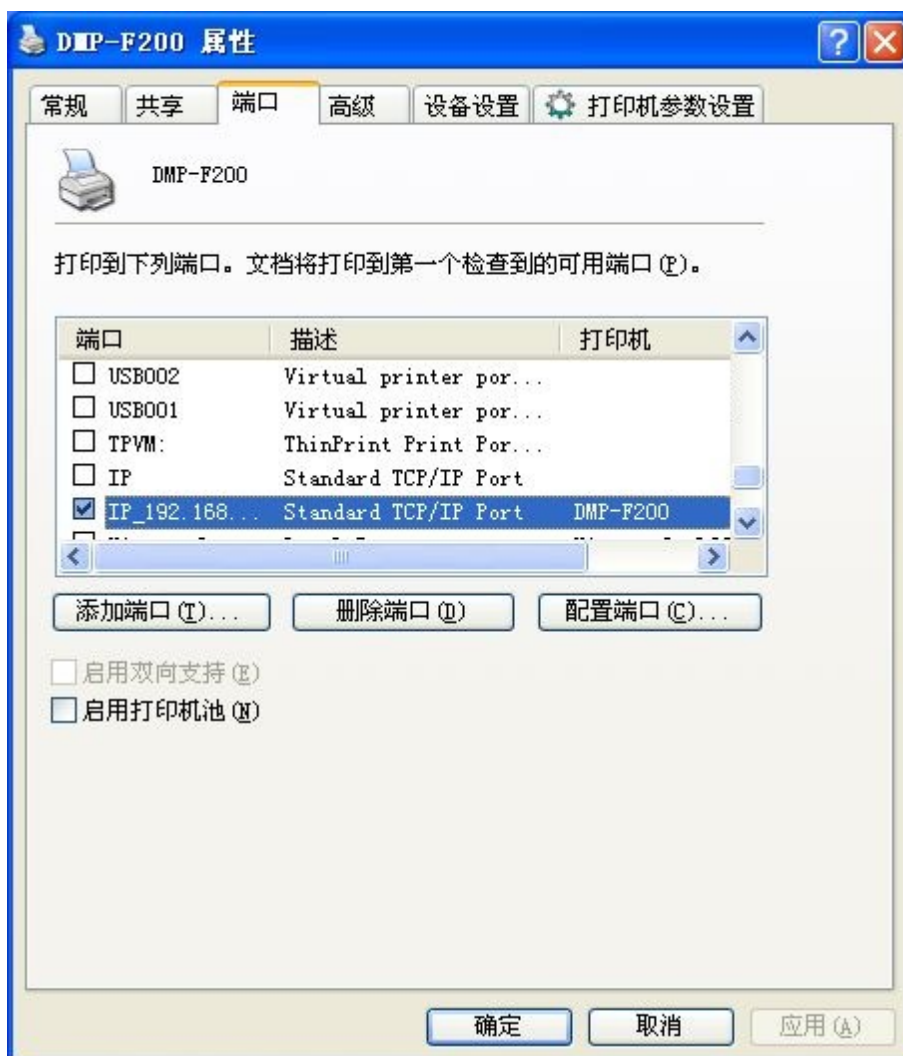 DMP-F200 属性
常规 共享 端口 高级 设备设置 打印机参数设置
DMP-F200
打印到下列端口。文档将打印到第一个检查到的可用端口(P)。
端口 描述 打印机
USB002 Virtual printer por...
USB001 Virtual printer por...
TPVM: ThinPrint Print Por...
IP Standard TCP/IP Port
IP_192.168... Standard TCP/IP Port DMP-F200
添加端口(T)... 删除端口(D) 配置端口(C)...
启用双向支持(E)
启用打印机池(N)
确定 取消 应用(A)